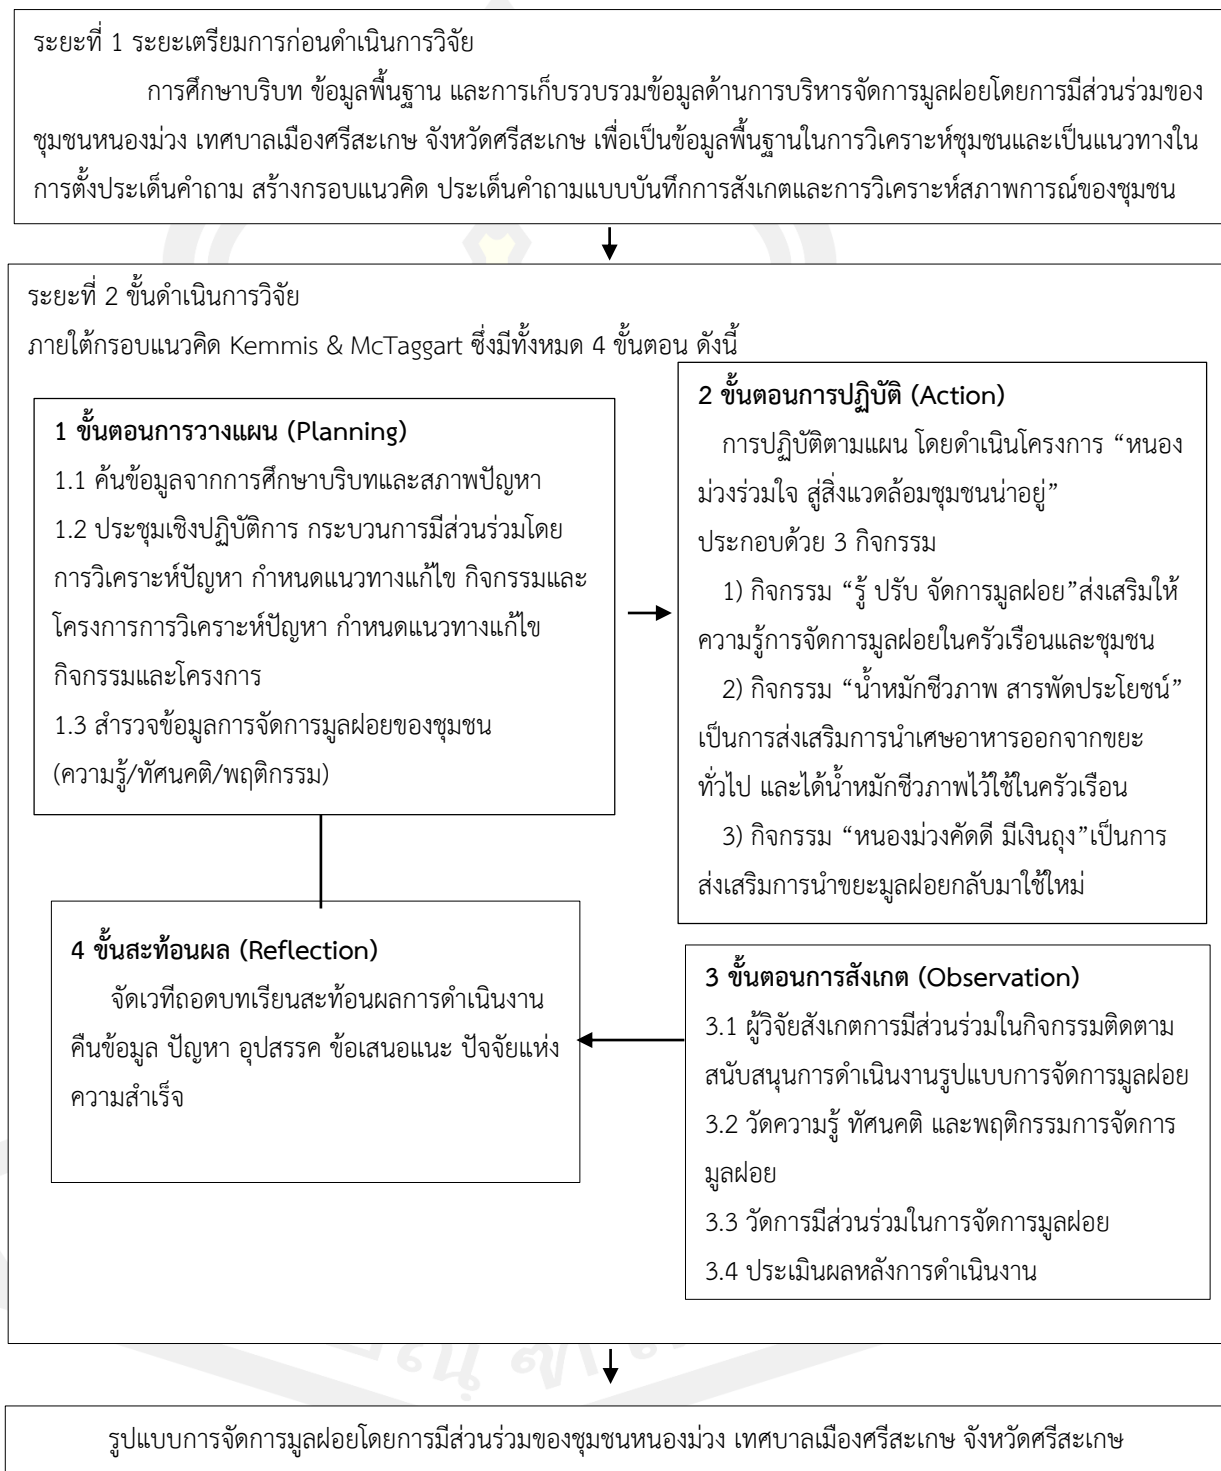 ระยะที่ 1 ระยะเตรียมการก่อนดำเนินการวิจัย
การศึกษาบริบท ข้อมูลพื้นฐาน และการเก็บรวบรวมข้อมูลด้านการบริหารจัดการมูลฝอยโดยการมีส่วนร่วมของ
ชุมชนหนองม่วง เทศบาลเมืองศรีสะเกษ จังหวัดศรีสะเกษ เพื่อเป็นข้อมูลพื้นฐานในการวิเคราะห์ชุมชนและเป็นแนวทางใน
การตั้งประเด็นคำถาม สร้างกรอบแนวคิด ประเด็นคำถามแบบบันทึกการสังเกตและการวิเคราะห์สภาพการณ์ของชุมชน
ระยะที่ 2 ขั้นดำเนินการวิจัย
ภายใต้กรอบแนวคิด Kemmis & McTaggart ซึ่งมีทั้งหมด 4 ขั้นตอน ดังนี้
1 ขั้นตอนการวางแผน (Planning)
1.1 ค้นข้อมูลจากการศึกษาบริบทและสภาพปัญหา
1.2 ประชุมเชิงปฏิบัติการ กระบวนการมีส่วนร่วมโดย
การวิเคราะห์ปัญหา กำหนดแนวทางแก้ไข กิจกรรมและ
โครงการการวิเคราะห์ปัญหา กำหนดแนวทางแก้ไข
กิจกรรมและโครงการ
1.3 สำรวจข้อมูลการจัดการมูลฝอยของชุมชน
(ความรู้/ทัศนคติ/พฤติกรรม)
2 ขั้นตอนการปฏิบัติ (Action)
การปฏิบัติตามแผน โดยดำเนินโครงการ “หนอง
ม่วงร่วมใจ สู่สิ่งแวดล้อมชุมชนน่าอยู่”
ประกอบด้วย 3 กิจกรรม
1) กิจกรรม “รู้ ปรับ จัดการมูลฝอย”ส่งเสริมให้
ความรู้การจัดการมูลฝอยในครัวเรือนและชุมชน
2) กิจกรรม “น้ำหมักชีวภาพ สารพัดประโยชน์”
เป็นการส่งเสริมการนำเศษอาหารออกจากขยะ
ทั่วไป และได้น้ำหมักชีวภาพไว้ใช้ในครัวเรือน
3) กิจกรรม “หนองม่วงคัดดี มีเงินถุง”เป็นการ
ส่งเสริมการนำขยะมูลฝอยกลับมาใช้ใหม่
3 ขั้นตอนการสังเกต (Observation)
3.1 ผู้วิจัยสังเกตการมีส่วนร่วมในกิจกรรมติดตาม
สนับสนุนการดำเนินงานรูปแบบการจัดการมูลฝอย
3.2 วัดความรู้ ทัศนคติ และพฤติกรรมการจัดการ
มูลฝอย
3.3 วัดการมีส่วนร่วมในการจัดการมูลฝอย
3.4 ประเมินผลหลังการดำเนินงาน
4 ขั้นสะท้อนผล (Reflection)
จัดเวทีถอดบทเรียนสะท้อนผลการดำเนินงาน
คืนข้อมูล ปัญหา อุปสรรค ข้อเสนอแนะ ปัจจัยแห่ง
ความสำเร็จ
รูปแบบการจัดการมูลฝอยโดยการมีส่วนร่วมของชุมชนหนองม่วง เทศบาลเมืองศรีสะเกษ จังหวัดศรีสะเกษ